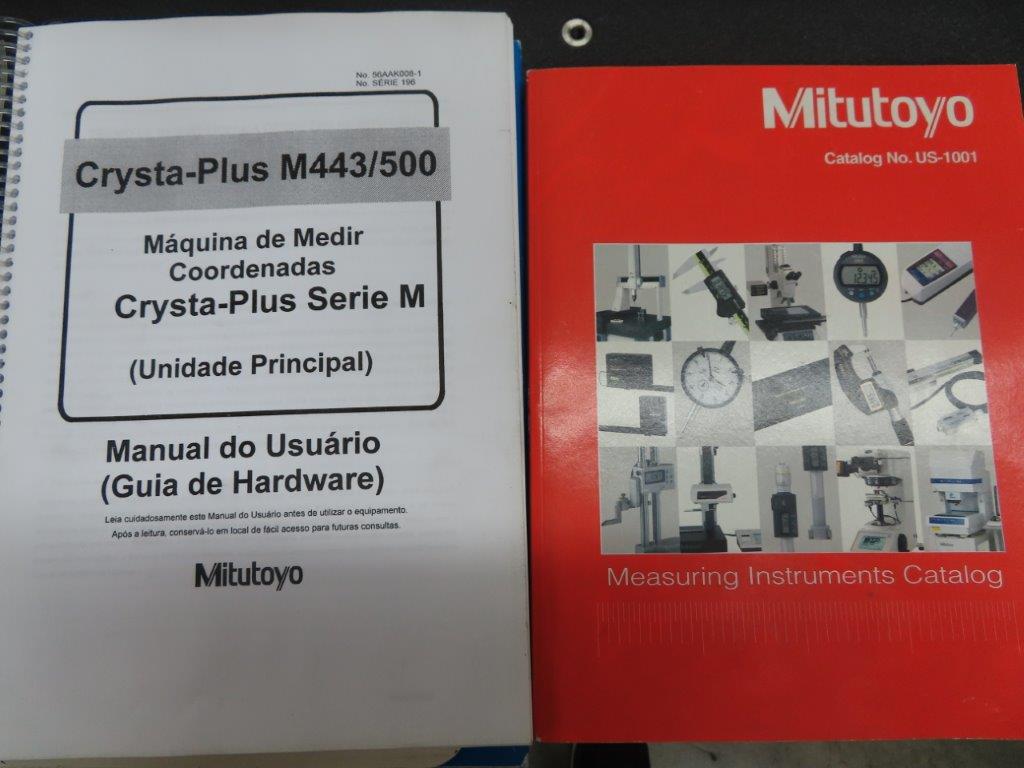 No. 56AAK008-1
No. SÉRIE 196
Crysta-Plus M443/500
Máquina de Medir
Coordenadas
Crysta-Plus Serie M
(Unidade Principal)
Manual do Usuário
(Guia de Hardware)
Leia cuidadosamente este Manual do Usuário antes de utilizar o equipamento.
Após a leitura, conservá-lo em local de fácil acesso para futuras consultas.
Mitutoyo
Mitutoyo
Catalog No. US-1001
Measuring Instruments Catalog